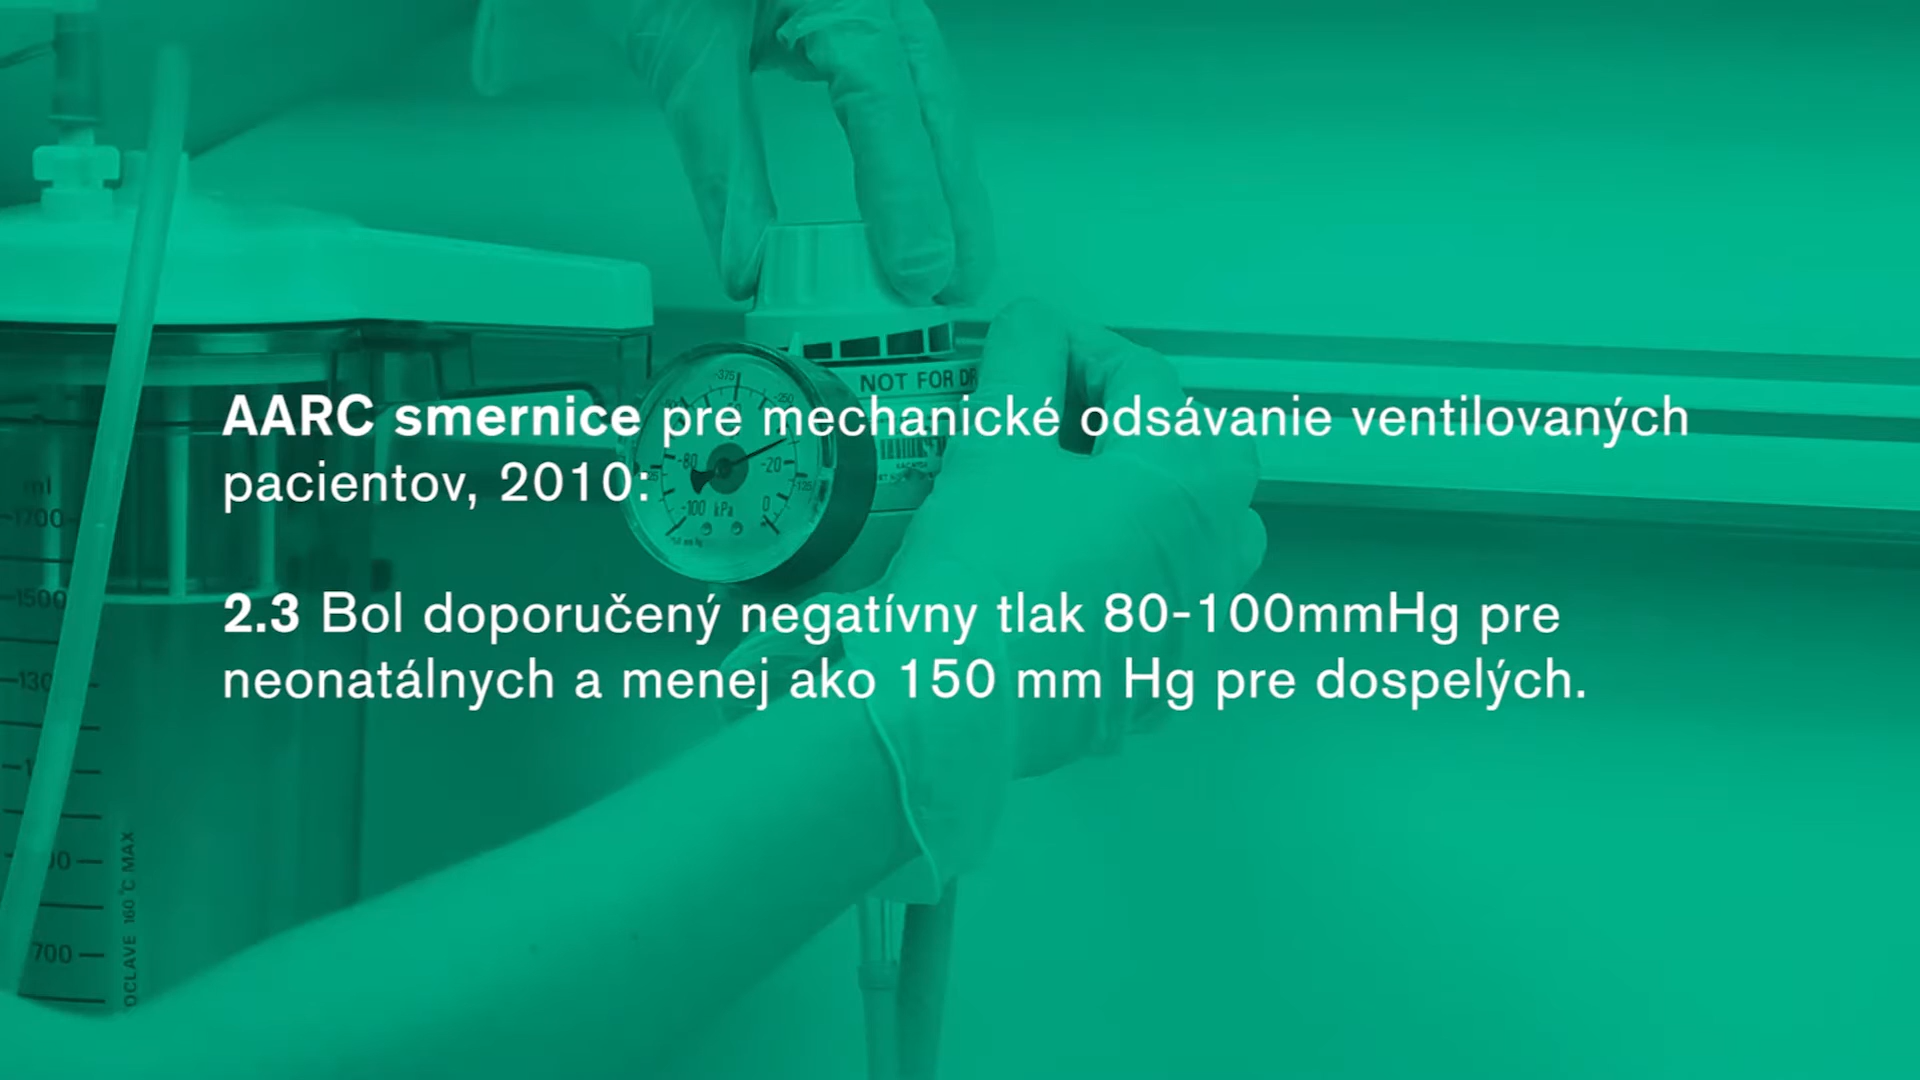 AARC smernice pre mechanické odsávanie ventilovaných
pacientov, 2010:
2.3 Bol doporučený negatívny tlak 80-100mmHg pre
neonatálnych a menej ako 150 mm Hg pre dospelých.
NOT FOR
-375
-250
-80
-20
-100 kPa 0
ml
1700
1500
700
OCLAVE 160°C MAX